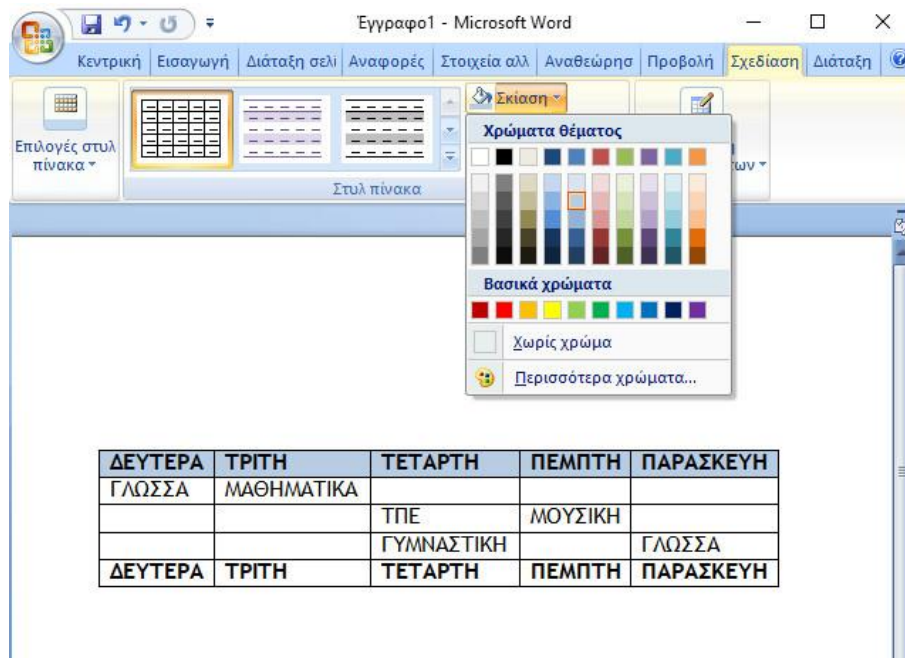 Έγγραφο1 - Microsoft Word
Κεντρική Εισαγωγή Διάταξη σελί Αναφορές Στοιχεία αλλ Αναθεώρησ Προβολή Σχεδίαση Διάταξη
Σκίαση
Επιλογές στυλ
πίνακα
των
Στυλ πίνακα
Χρώματα θέματος
Βασικά χρώματα
Χωρίς χρώμα
Περισσότερα χρώματα...
ΔΕΥΤΕΡΑ ΤΡΙΤΗ ΤΕΤΑΡΤΗ ΠΕΜΠΤΗ ΠΑΡΑΣΚΕΥΗ
ΓΛΩΣΣΑ ΜΑΘΗΜΑΤΙΚΑ
ΤΠΕ ΜΟΥΣΙΚΗ
ΓΥΜΝΑΣΤΙΚΗ ΓΛΩΣΣΑ
ΔΕΥΤΕΡΑ ΤΡΙΤΗ ΤΕΤΑΡΤΗ ΠΕΜΠΤΗ ΠΑΡΑΣΚΕΥΗ